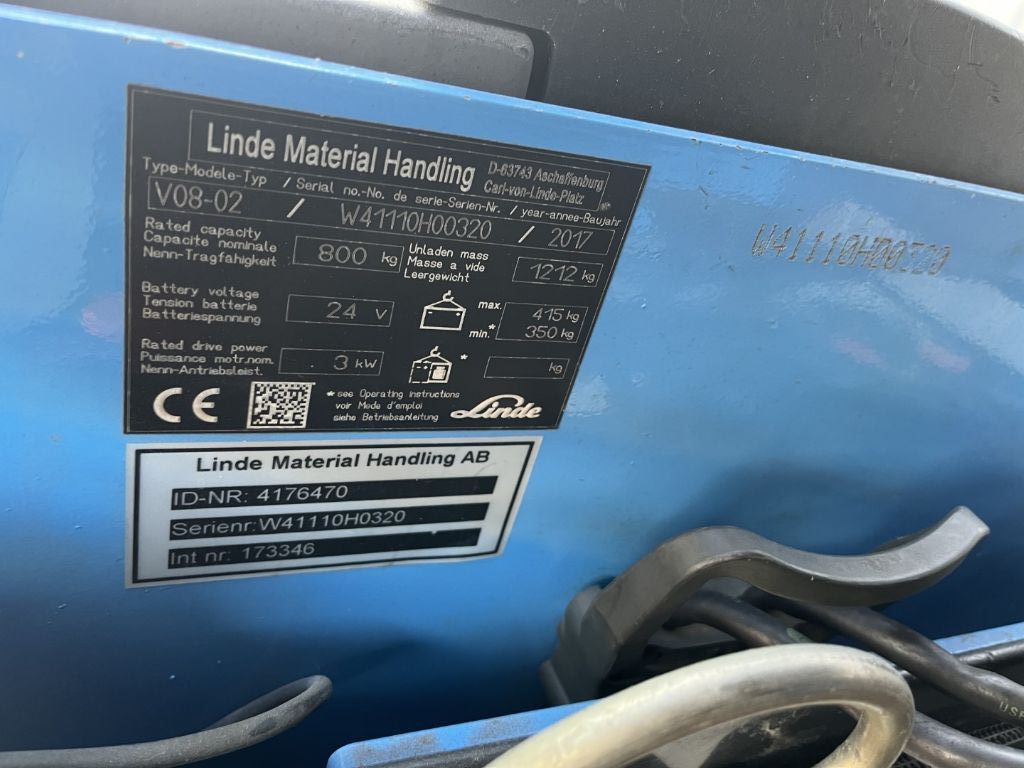 Linde Material Handling
D-63743 Aschaffenburg
Carl-von-Linde-Platz
Type-Modele-Typ / Serial no.-No. de serie-Serien-Nr. / year-annee-Baujahr
V08-02 / W41110H00320 / 2017
Rated capacity
Capacite nominale
Nenn-Tragfähigkeit
800 kg
Unladen mass
Masse a vide
Leergewicht
1212 kg
Battery voltage
Tension batterie
Batteriespannung
24 V
max. 415 kg
min.* 350 kg
Rated drive power
Puissance motr.nom.
Nenn-Antriebsleist.
3 kW
* kg
CE
*see Operating instructions
voir Mode d'emploi
siehe Betriebsanleitung
Linde
W41110H00320
Linde Material Handling AB
ID-NR: 4176470
Serienr: W41110H0320
Int nr: 173346